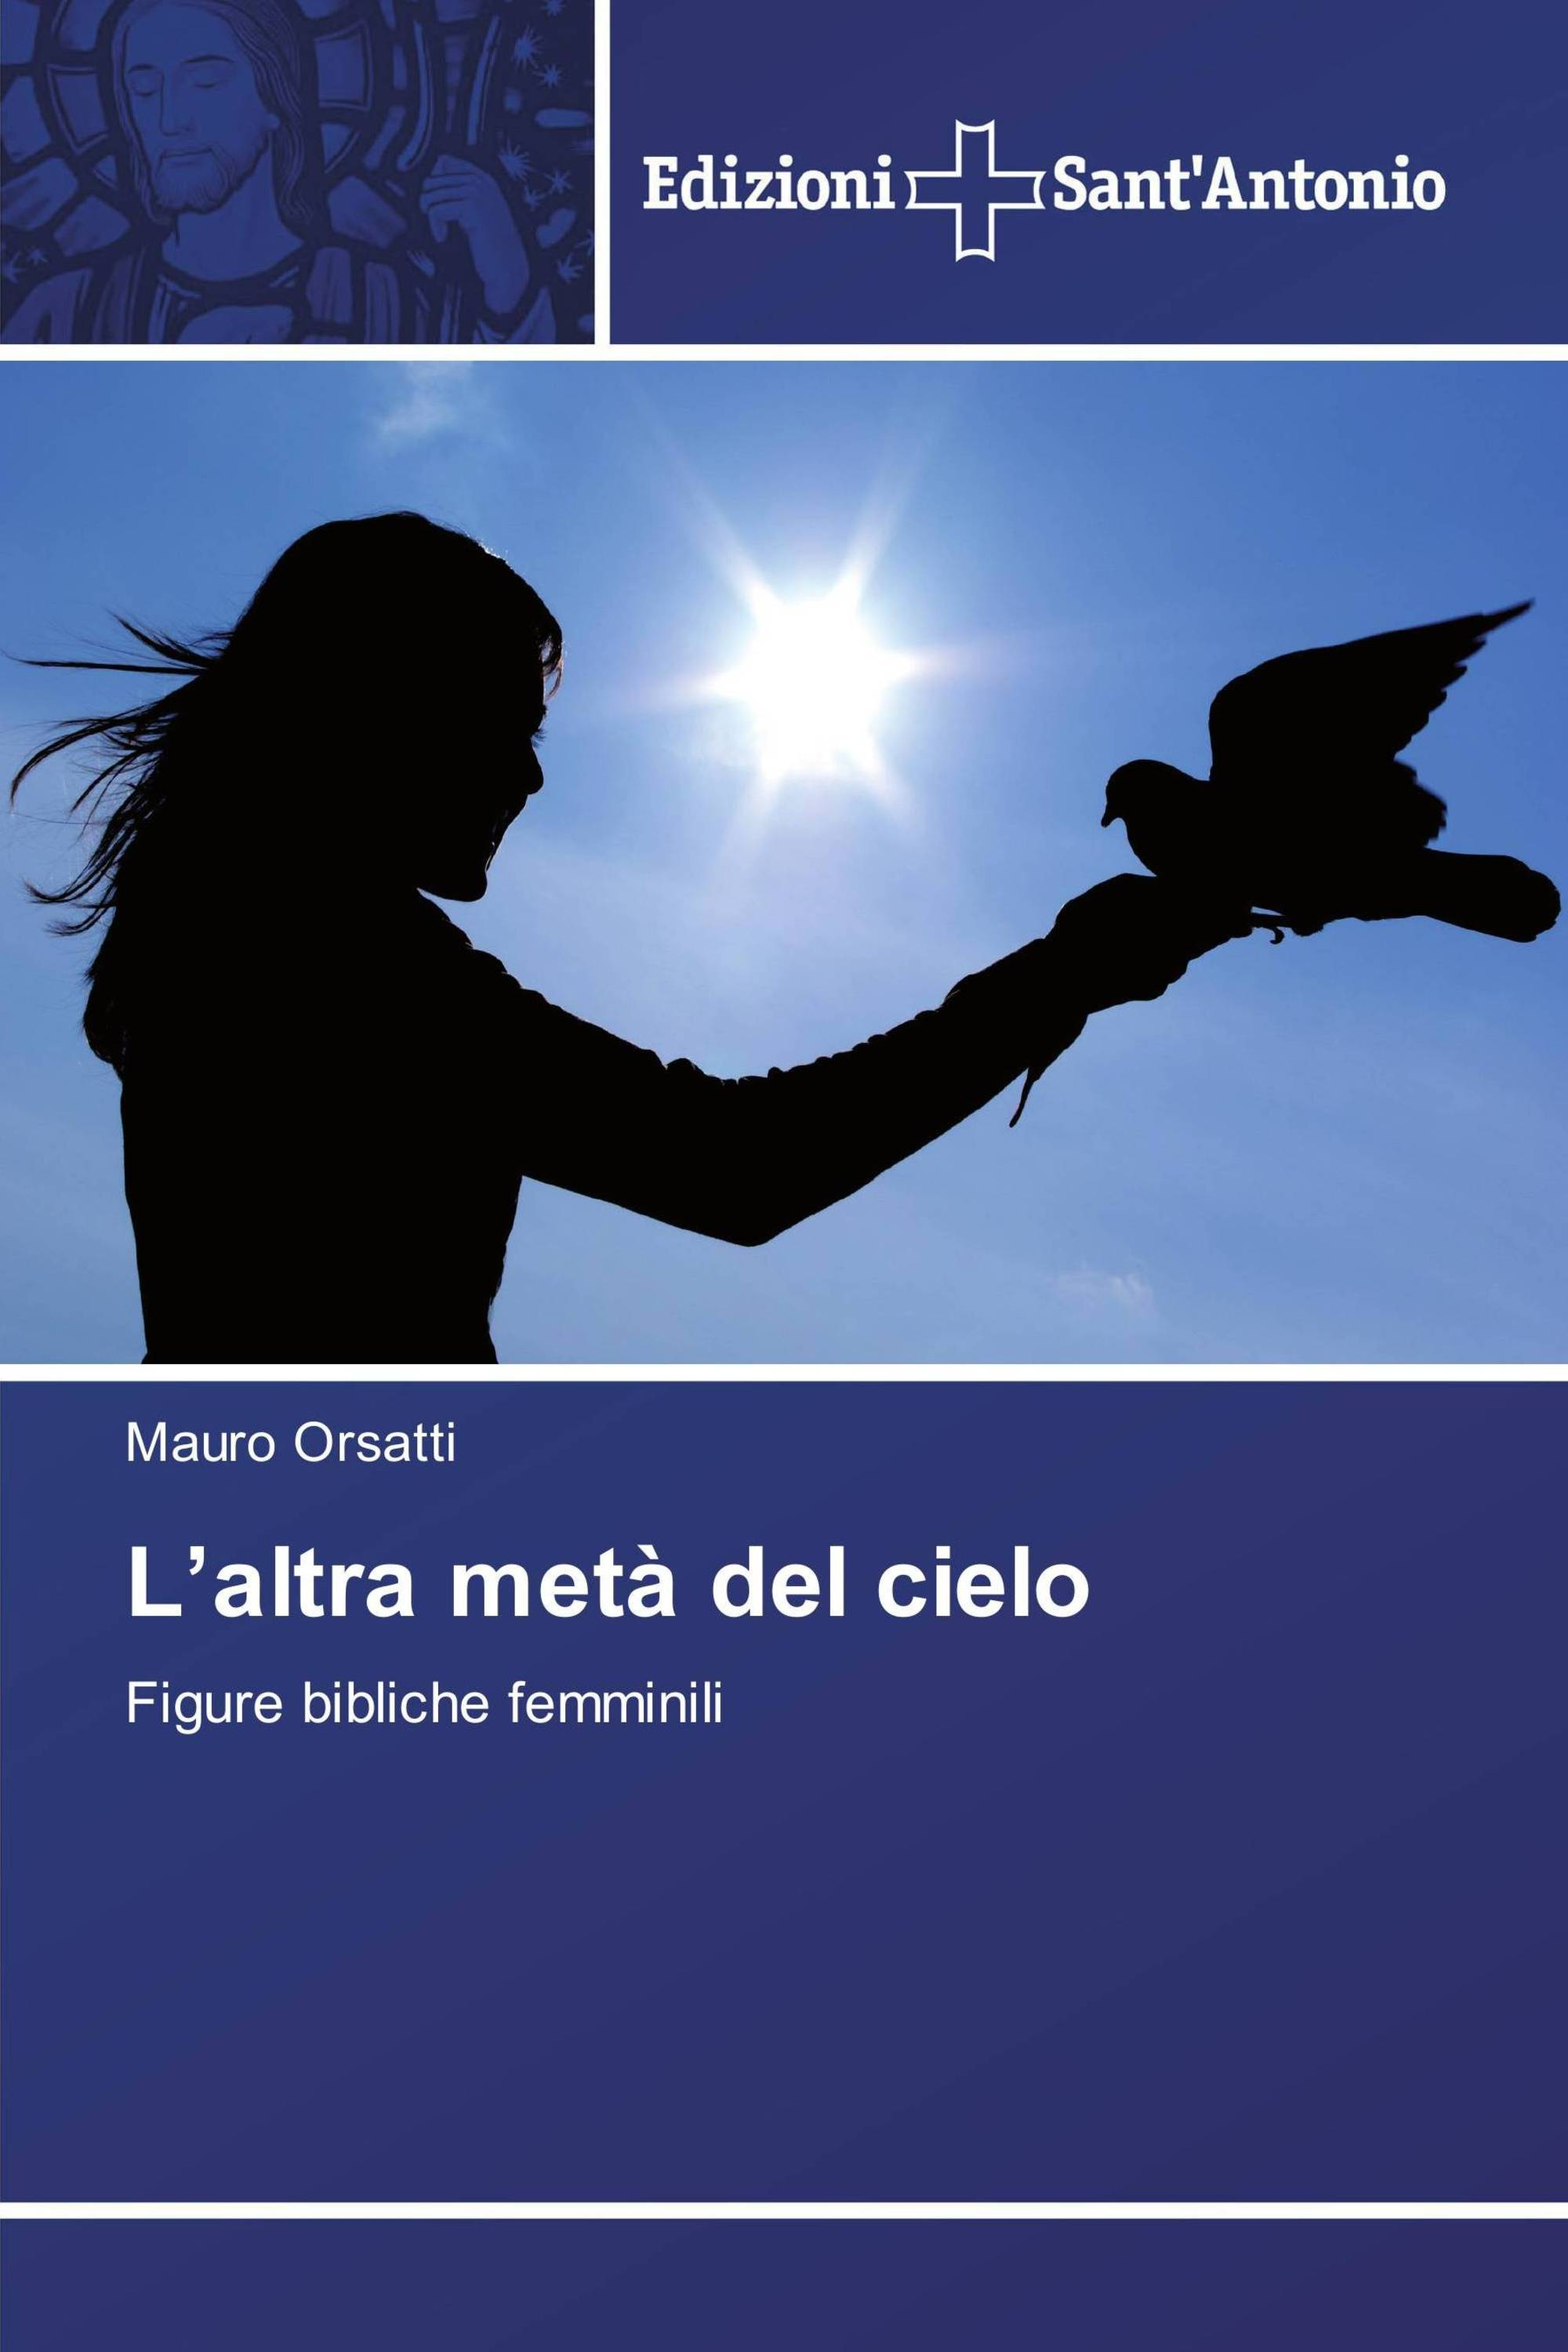 Edizioni Sant'Antonio
Mauro Orsatti
L’altra metà del cielo
Figure bibliche femminili